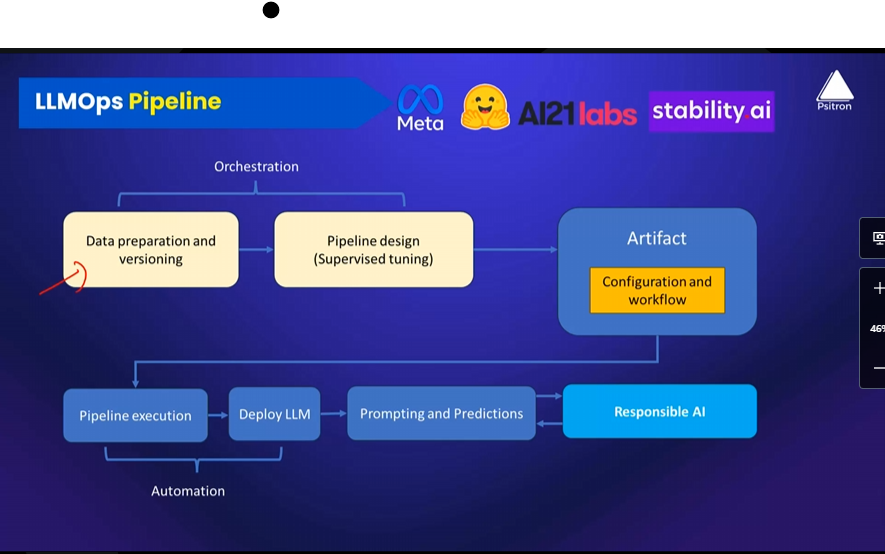 LLMOps Pipeline
Meta
AI21labs
stability.ai
Psitron
Orchestration
Data preparation and
versioning
Pipeline design
(Supervised tuning)
Artifact
Configuration and
workflow
46%
Pipeline execution
Deploy LLM
Prompting and Predictions
Responsible AI
Automation